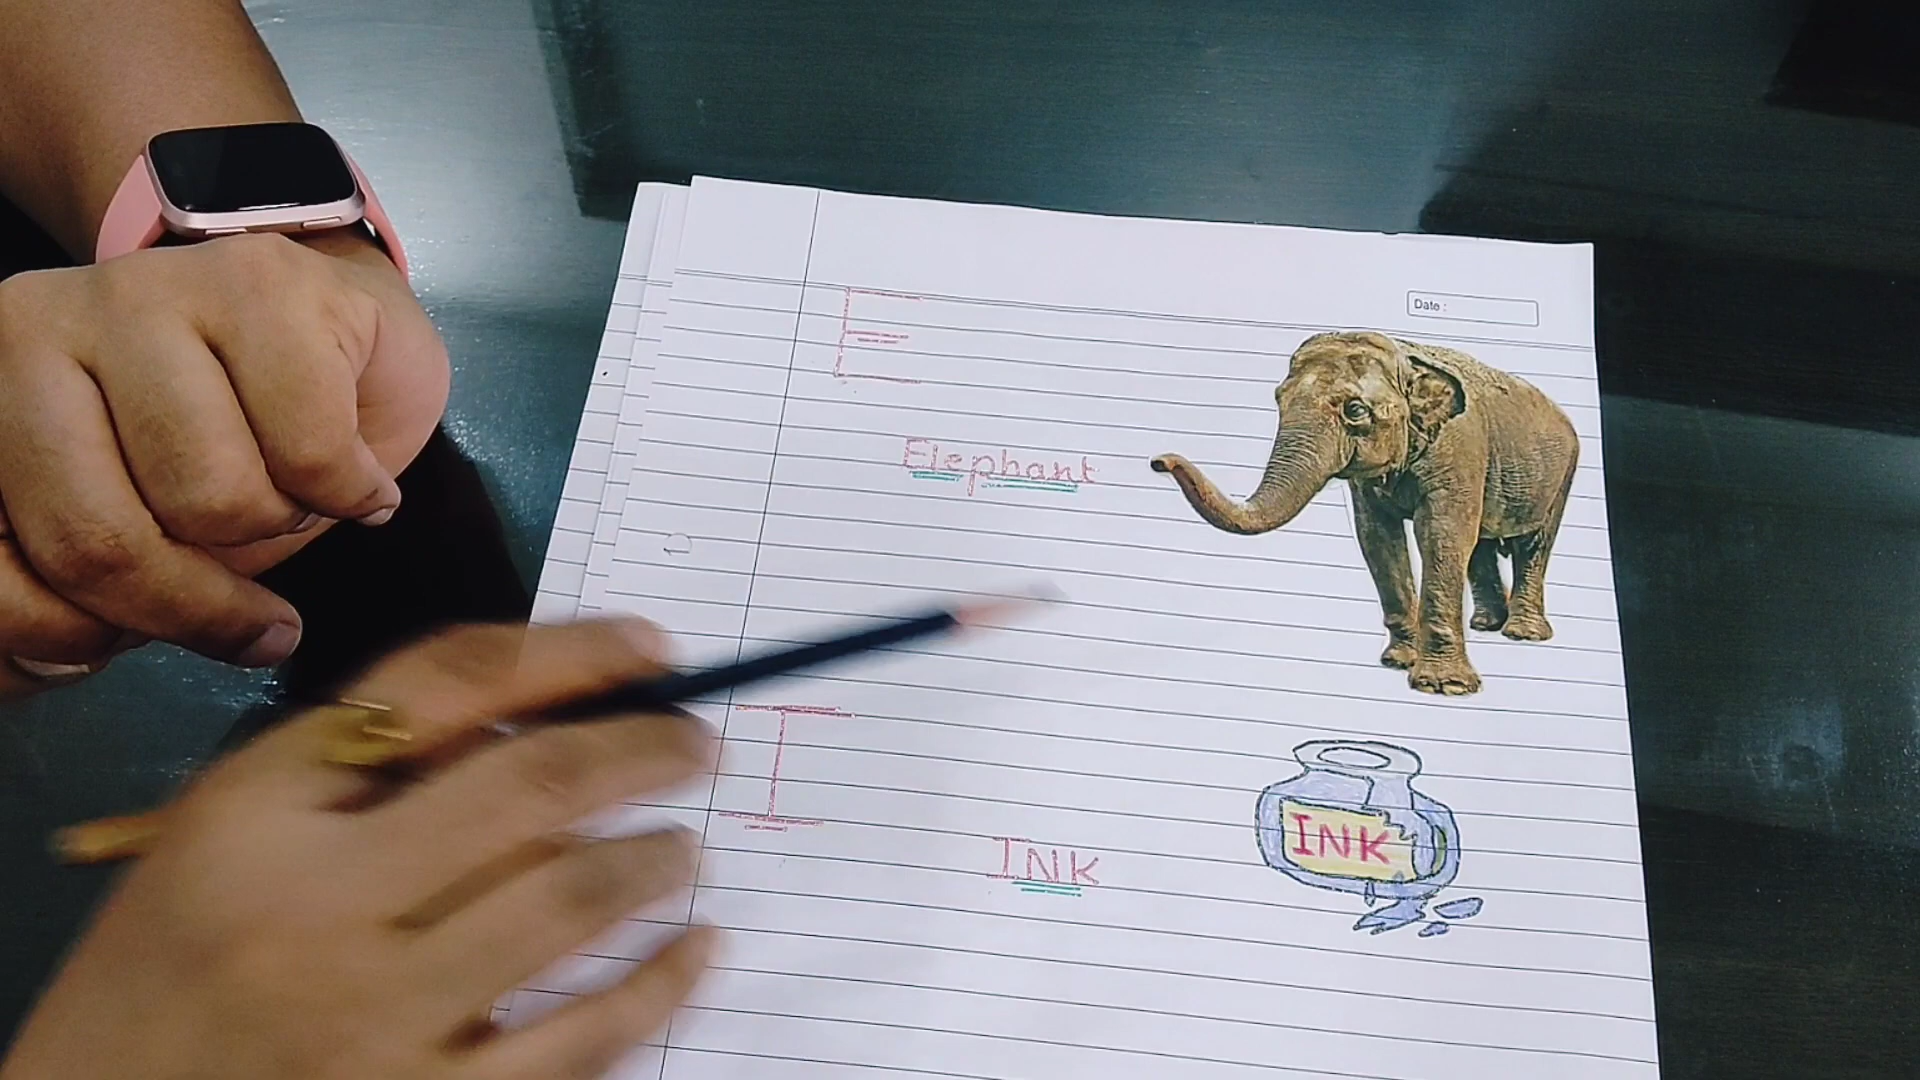 Date :
E
Elephant
I
INK
INK